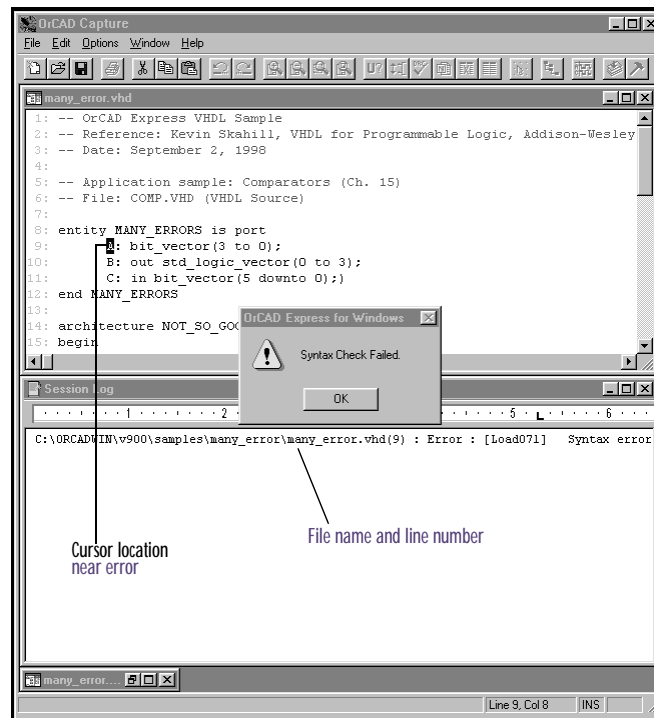 OrCAD Capture
File Edit Options Window Help
U?
many_error.vhd
1: -- OrCAD Express VHDL Sample
2: -- Reference: Kevin Skahill, VHDL for Programmable Logic, Addison-Wesley
3: -- Date: September 2, 1998
4:
5: -- Application sample: Comparators (Ch. 15)
6: -- File: COMP.VHD (VHDL Source)
7:
8: entity MANY_ERRORS is port
9: A: bit_vector(3 to 0);
10: B: out std_logic_vector(0 to 3);
11: C: in bit_vector(5 downto 0);)
12: end MANY_ERRORS
13:
14: architecture NOT_SO_GOO
15: begin
OrCAD Express for Windows
Syntax Check Failed.
OK
Session Log
1 2 5 6
C:\ORCADWIN\v900\samples\many_error\many_error.vhd(9) : Error : [Load071] Syntax error
Cursor location
near error
File name and line number
many_error....
Line 9, Col 8 INS